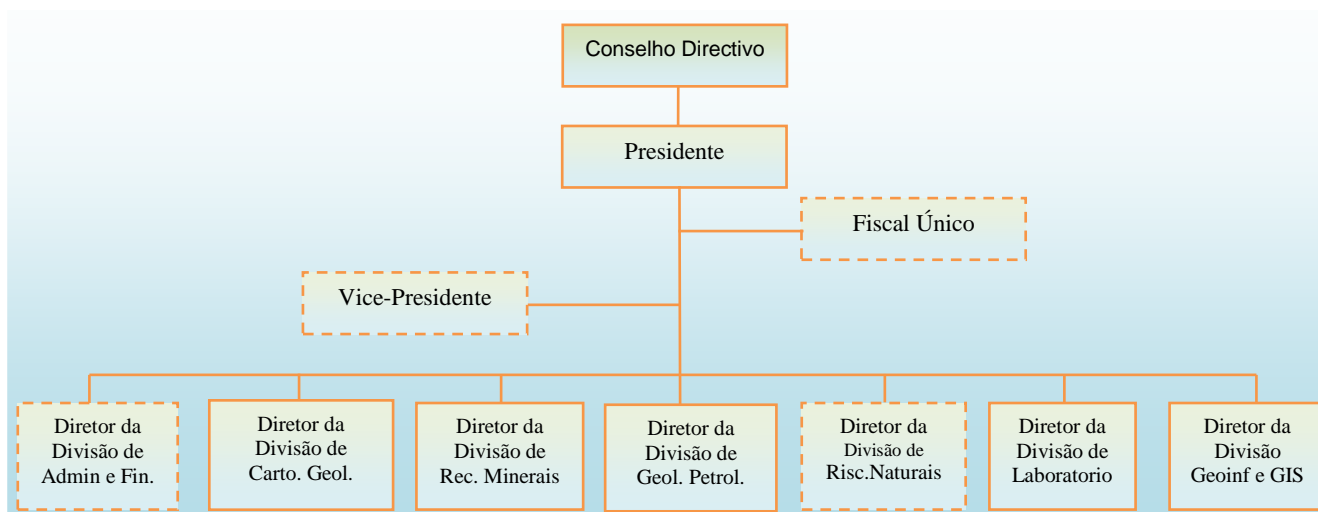 Conselho Directivo
Presidente
Fiscal Único
Vice-Presidente
Diretor da
Divisão de
Admin e Fin.
Diretor da
Divisão de
Carto. Geol.
Diretor da
Divisão de
Rec. Minerais
Diretor da
Divisão de
Geol. Petrol.
Diretor da
Divisão de
Risc.Naturais
Diretor da
Divisão de
Laboratorio
Diretor da
Divisão
Geoinf e GIS